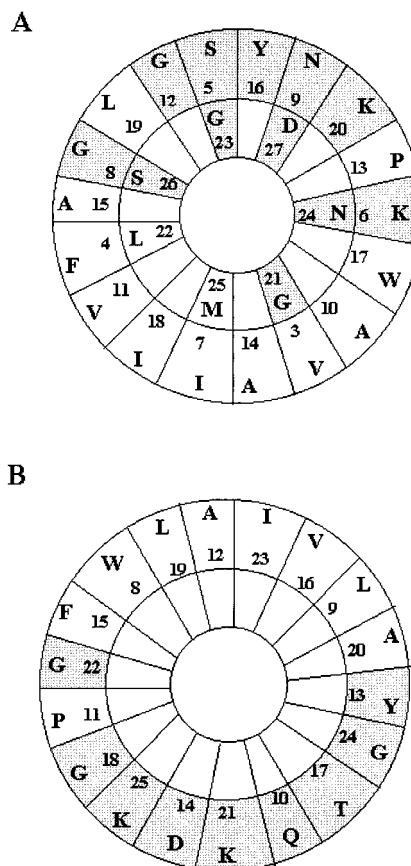 A
G S Y N
12 5 16 9
L K
19 G D 20
23 27 P
G 13
8 S 26
A 15 24 N 6 K
F 4 L 22
17 W
V 11 25 21
M G 10 A
18 7 14 3
I I A V
B
L A I V
W 19 12 23 16 L
8 9
F 15 20 A
G 22 13 Y
P 11 24 G
G 18 17 T
25 14 21 10
K D K Q